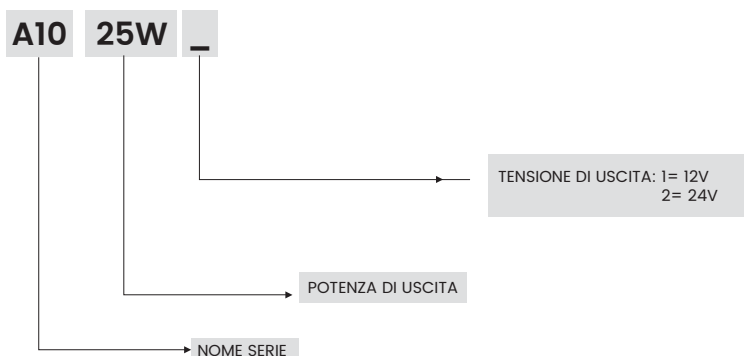 A10 25W _
TENSIONE DI USCITA: 1= 12V
2= 24V
POTENZA DI USCITA
NOME SERIE